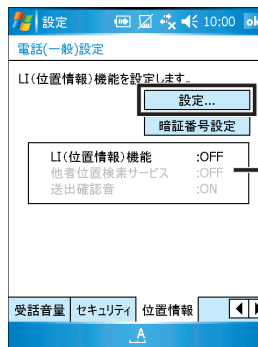 設定 10:00 ok
電話(一般)設定
LI(位置情報)機能を設定します。
設定...
暗証番号設定
LI(位置情報)機能 :OFF
他者位置検索サービス :OFF
送出確認音 :ON
受話音量 セキュリティ 位置情報
A